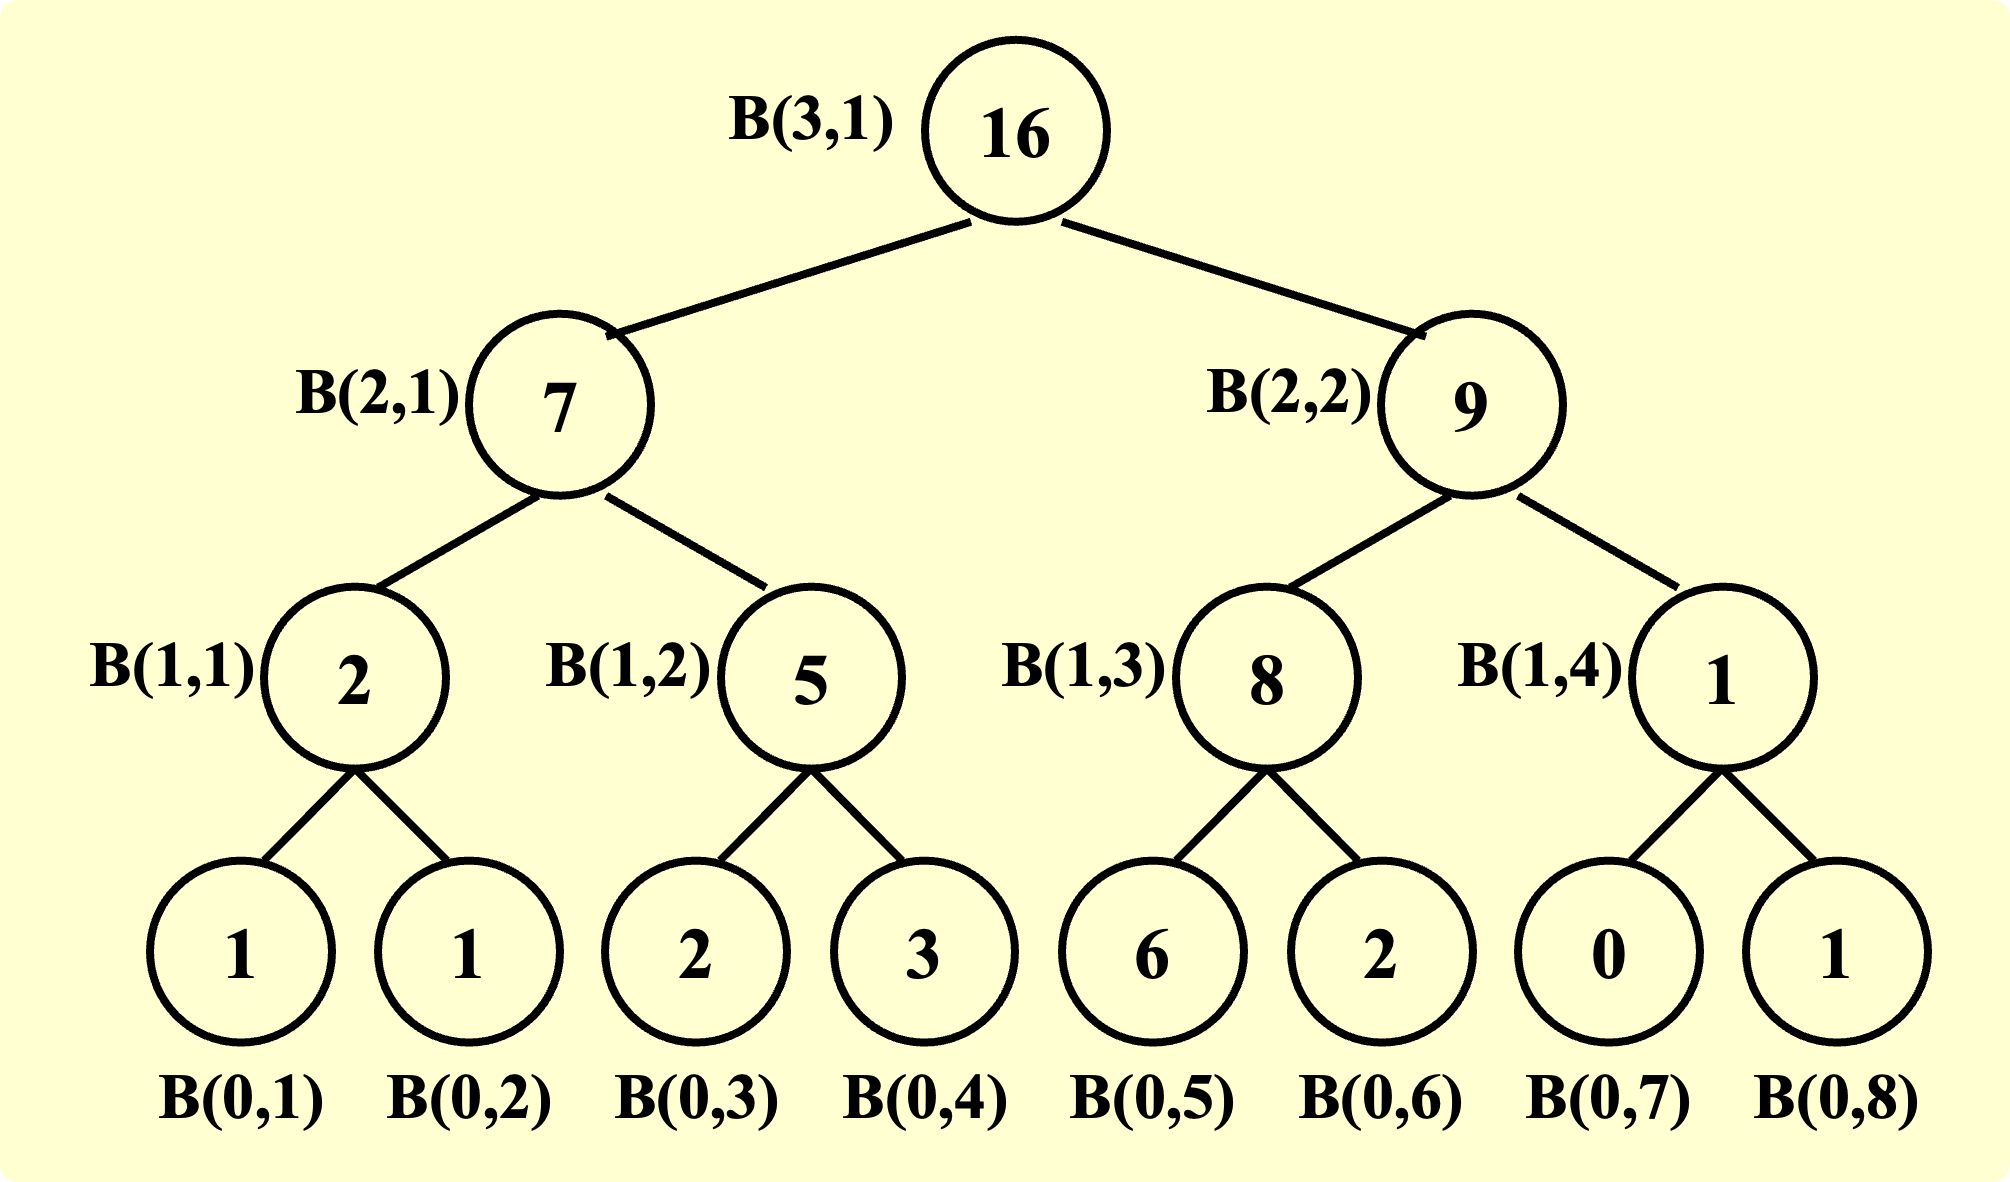 B(3,1) 16
B(2,1) 7 B(2,2) 9
B(1,1) 2 B(1,2) 5 B(1,3) 8 B(1,4) 1
1 1 2 3 6 2 0 1
B(0,1) B(0,2) B(0,3) B(0,4) B(0,5) B(0,6) B(0,7) B(0,8)